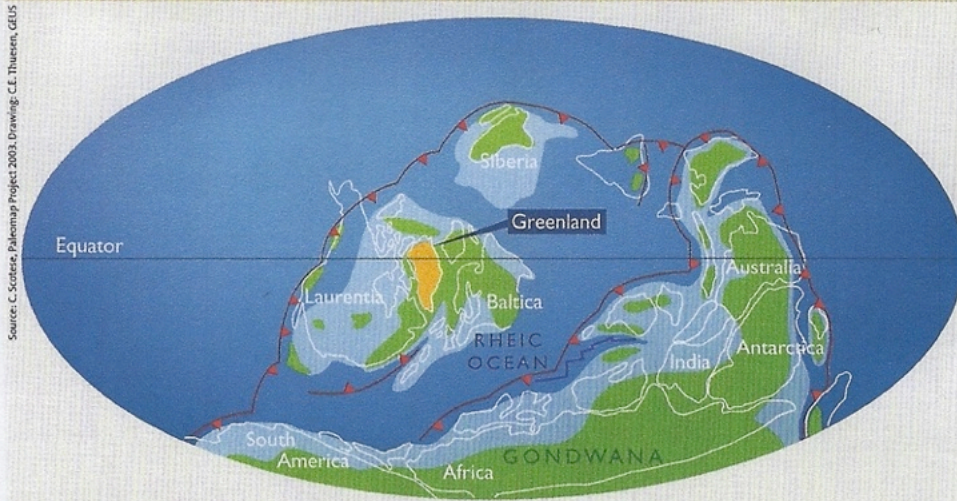 Source: C. Scotese, Paleomap Project 2003. Drawing: C.E. Thuesen, GEUS
Siberia
Greenland
Equator
Laurentia
Baltica
Australia
RHEIC
OCEAN
India
Antarctica
South
America
Africa
GONDWANA